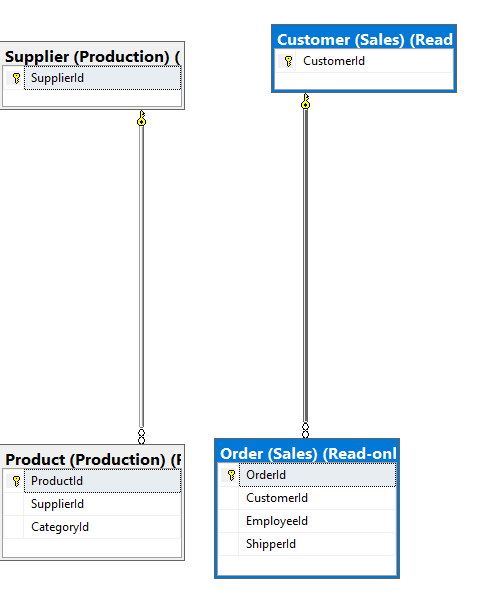 Supplier (Production) (
SupplierId
Customer (Sales) (Read
CustomerId
Product (Production) (F
ProductId
SupplierId
CategoryId
Order (Sales) (Read-onl
OrderId
CustomerId
EmployeeId
ShipperId